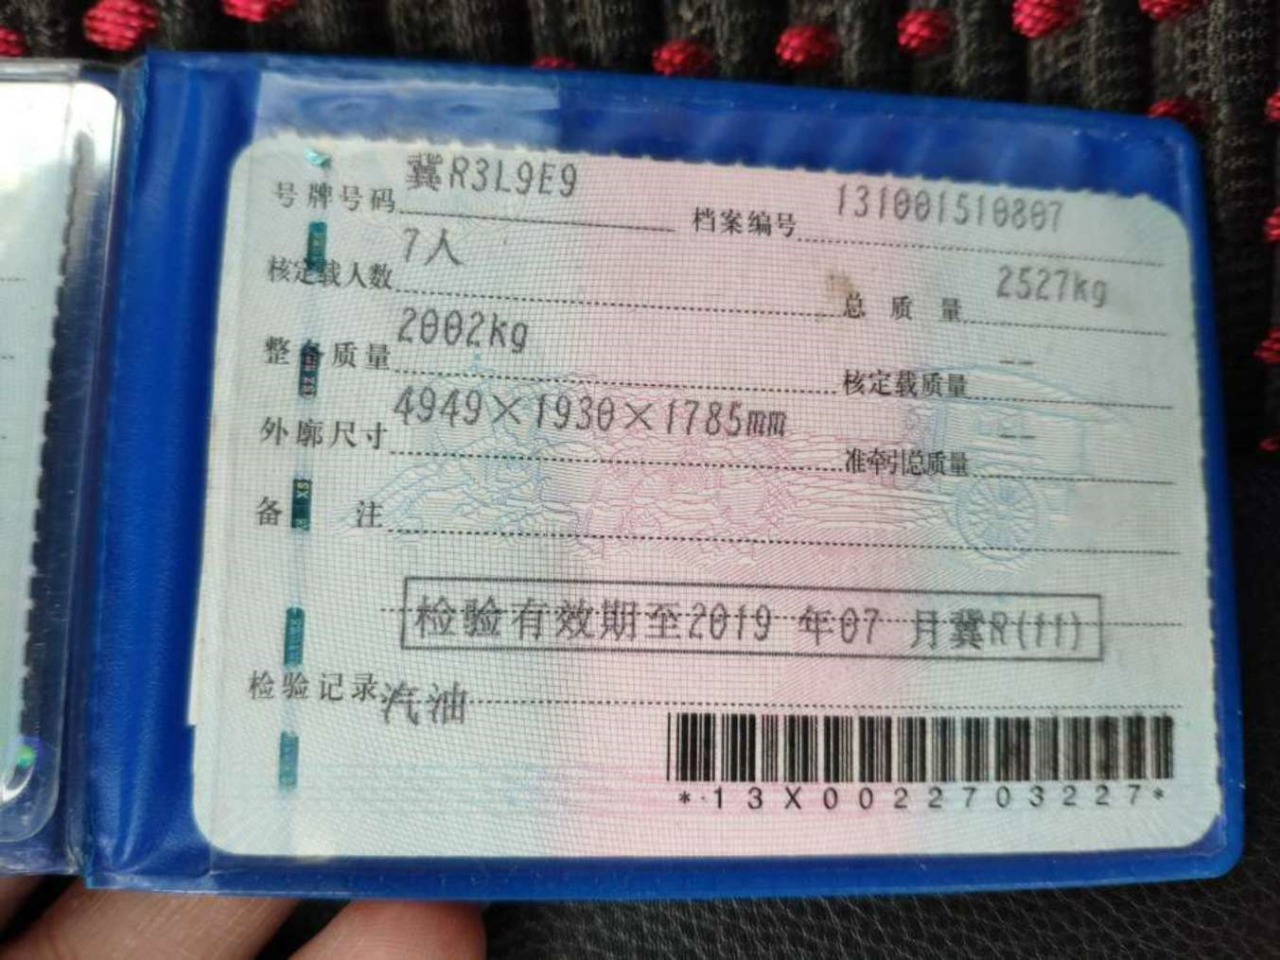 号牌号码 冀R3L9E9 档案编号 131001510807
核定载人数 7人 总质量 2527kg
整备质量 2002kg 核定载质量 --
外廓尺寸 4949×1930×1785mm 准牵引总质量 --
备注
检验有效期至2019 年07 月冀R(11)
检验记录 汽油
*13X0022703227*